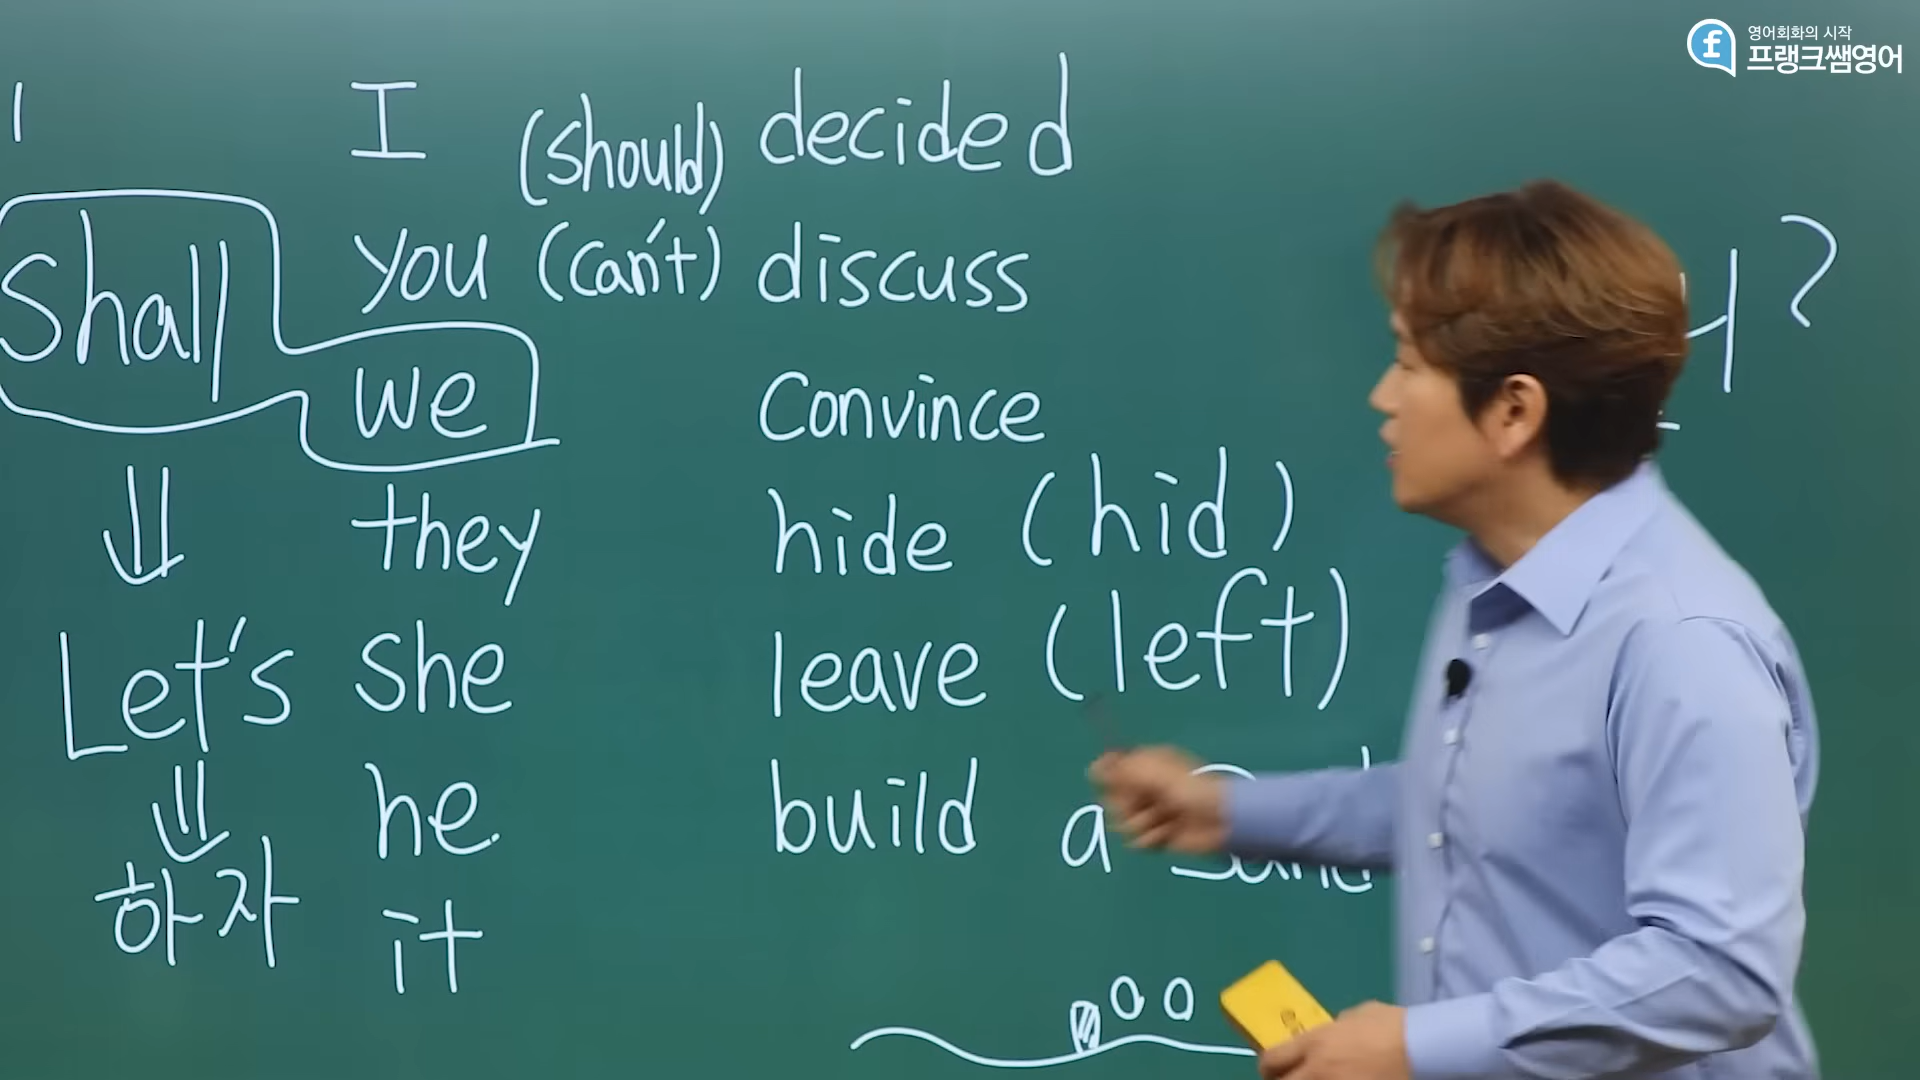 영어회화의 시작
프랭크쌤영어
I (should) decided
Shall you (can't) discuss
we convince
they hide (hid)
Let's she leave (left)
he build a
하자 it